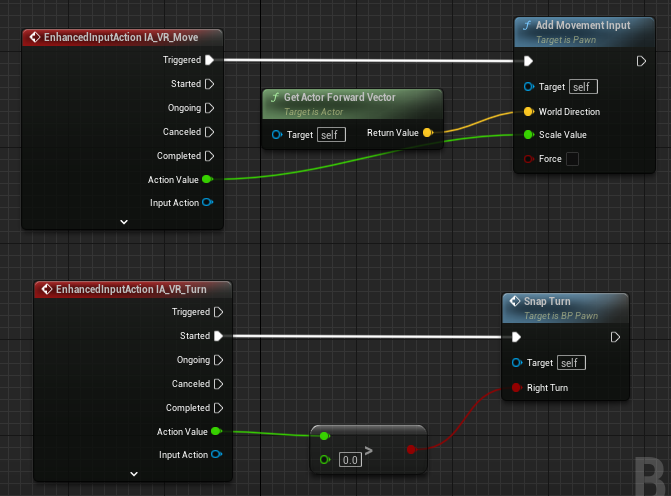 EnhancedInputAction IA_VR_Move
Triggered
Started
Ongoing
Canceled
Completed
Action Value
Input Action
Get Actor Forward Vector
Target is Actor
Target self
Return Value
Add Movement Input
Target is Pawn
Target self
World Direction
Scale Value
Force
EnhancedInputAction IA_VR_Turn
Triggered
Started
Ongoing
Canceled
Completed
Action Value
Input Action
0.0 >
Snap Turn
Target is BP Pawn
Target self
Right Turn
B